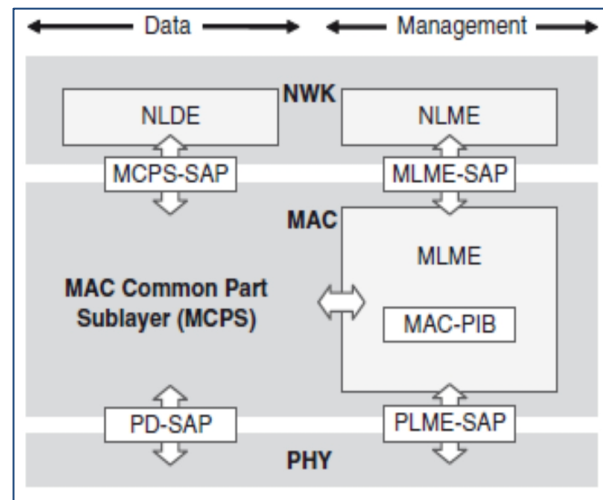 Data
Management
NWK
NLDE
NLME
MCPS-SAP
MLME-SAP
MAC
MLME
MAC Common Part
Sublayer (MCPS)
MAC-PIB
PD-SAP
PLME-SAP
PHY